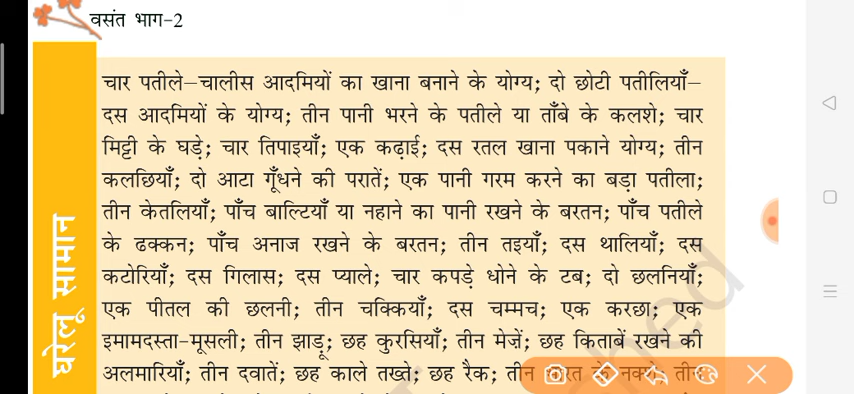 वसंत भाग-2
घरेलू सामान
चार पतीले–चालीस आदमियों का खाना बनाने के योग्य; दो छोटी पतीलियाँ–
दस आदमियों के योग्य; तीन पानी भरने के पतीले या ताँबे के कलशे; चार
मिट्टी के घड़े; चार तिपाइयाँ; एक कढ़ाई; दस रतल खाना पकाने योग्य; तीन
कलछियाँ; दो आटा गूँधने की परातें; एक पानी गरम करने का बड़ा पतीला;
तीन केतलियाँ; पाँच बाल्टियाँ या नहाने का पानी रखने के बरतन; पाँच पतीले
के ढक्कन; पाँच अनाज रखने के बरतन; तीन तइयाँ; दस थालियाँ; दस
कटोरियाँ; दस गिलास; दस प्याले; चार कपड़े धोने के टब; दो छलनियाँ;
एक पीतल की छलनी; तीन चक्कियाँ; दस चम्मच; एक करछा; एक
इमामदस्ता-मूसली; तीन झाड़ू; छह कुरसियाँ; तीन मेजें; छह किताबें रखने की
अलमारियाँ; तीन दवातें; छह काले तख्ते; छह रैक; तीन भारत के नक्शे; तीन